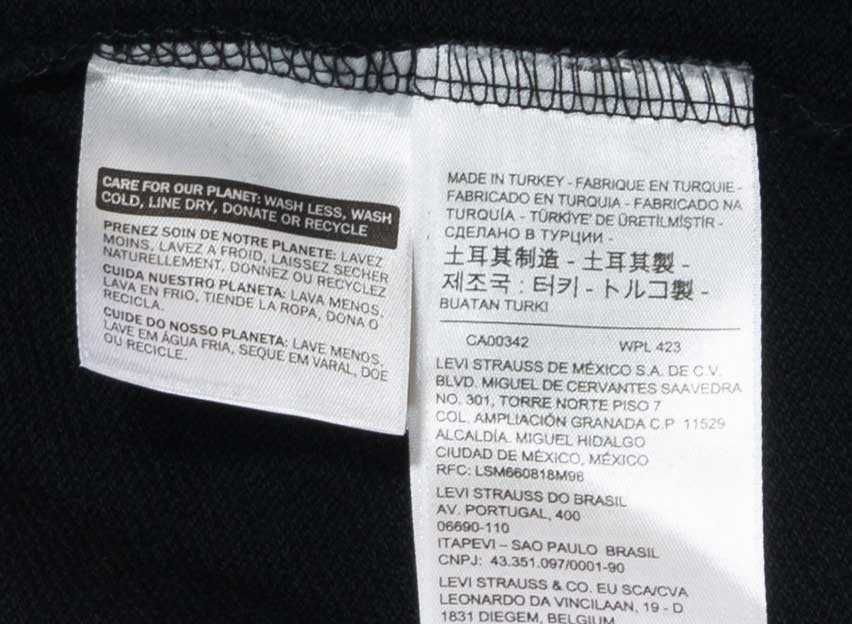 CARE FOR OUR PLANET: WASH LESS, WASH
COLD, LINE DRY, DONATE OR RECYCLE
PRENEZ SOIN DE NOTRE PLANETE: LAVEZ
MOINS, LAVEZ A FROID, LAISSEZ SECHER
NATURELLEMENT, DONNEZ OU RECYCLEZ
CUIDA NUESTRO PLANETA: LAVA MENOS,
LAVA EN FRIO, TIENDE LA ROPA, DONA O
RECICLA.
CUIDE DO NOSSO PLANETA: LAVE MENOS,
LAVE EM ÁGUA FRIA, SEQUE EM VARAL, DOE
OU RECICLE.
MADE IN TURKEY - FABRIQUE EN TURQUIE -
FABRICADO EN TURQUIA - FABRICADO NA
TURQUÍA - TÜRKİYE' DE ÜRETİLMİŞTİR -
СДЕЛАНО В ТУРЦИИ -
土耳其制造 - 土耳其製 -
제조국 : 터키 - トルコ製 -
BUATAN TURKI
CA00342 WPL 423
LEVI STRAUSS DE MÉXICO S.A. DE C.V.
BLVD. MIGUEL DE CERVANTES SAAVEDRA
NO. 301, TORRE NORTE PISO 7
COL. AMPLIACIÓN GRANADA C.P 11529
ALCALDÍA. MIGUEL HIDALGO
CIUDAD DE MÉXICO, MÉXICO
RFC: LSM660818M96
LEVI STRAUSS DO BRASIL
AV. PORTUGAL, 400
06690-110
ITAPEVI – SAO PAULO BRASIL
CNPJ: 43.351.097/0001-90
LEVI STRAUSS & CO. EU SCA/CVA
LEONARDO DA VINCILAAN, 19 - D
1831 DIEGEM, BELGIUM